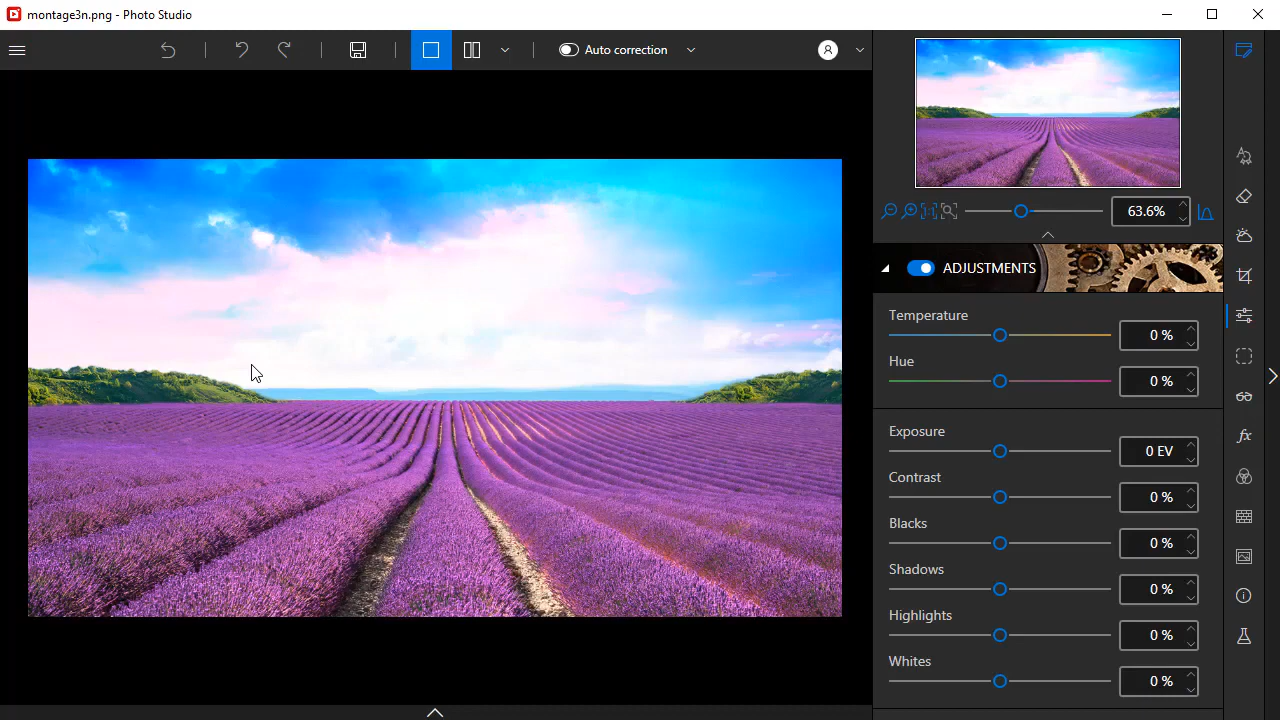 montage3n.png - Photo Studio
Auto correction
63.6%
ADJUSTMENTS
Temperature
0 %
Hue
0 %
Exposure
0 EV
Contrast
0 %
Blacks
0 %
Shadows
0 %
Highlights
0 %
Whites
0 %